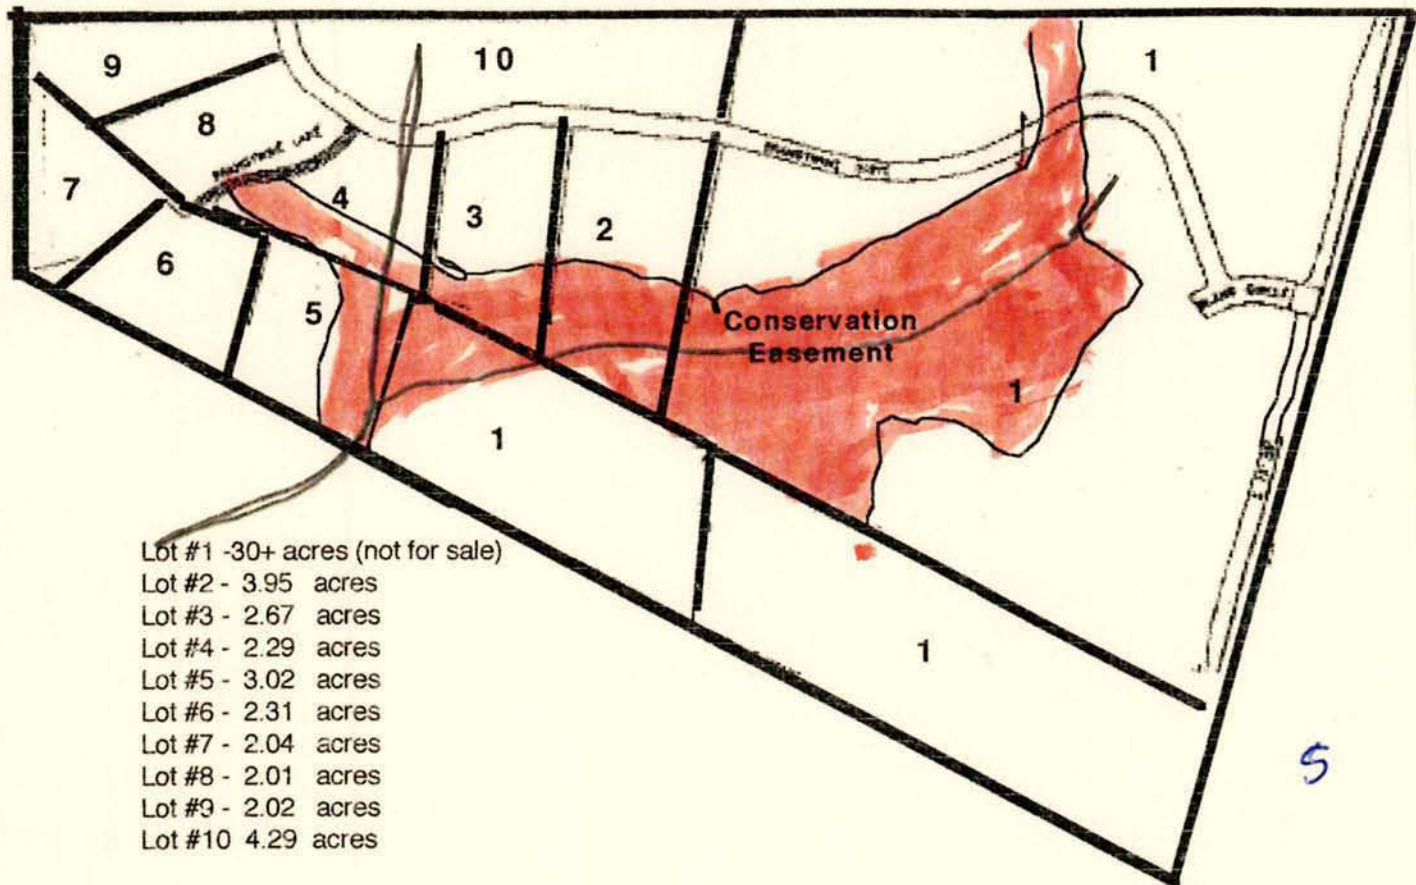 9
10
1
8
LANE
7
4
3
2
6
5
Conservation
Easement
1
1
1
Lot #1 -30+ acres (not for sale)
Lot #2 - 3.95 acres
Lot #3 - 2.67 acres
Lot #4 - 2.29 acres
Lot #5 - 3.02 acres
Lot #6 - 2.31 acres
Lot #7 - 2.04 acres
Lot #8 - 2.01 acres
Lot #9 - 2.02 acres
Lot #10 4.29 acres
S